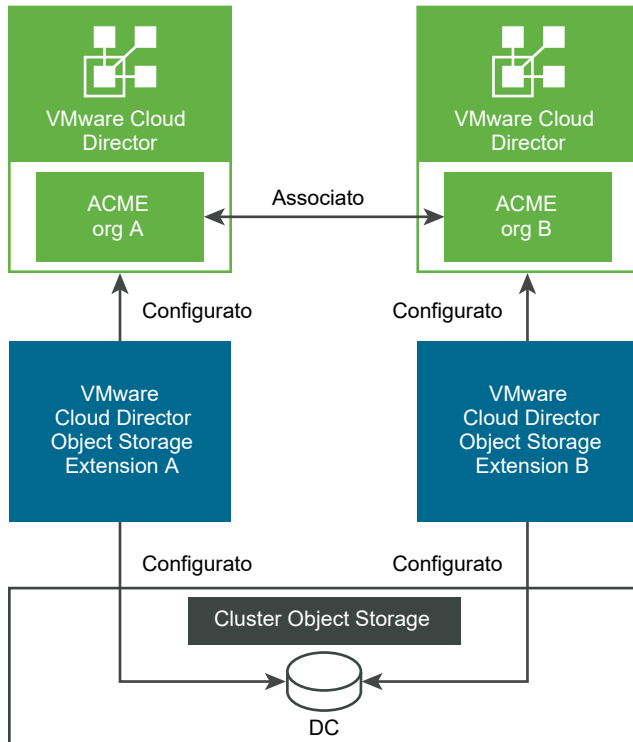 VMware Cloud
Director
VMware Cloud
Director
ACME
org A
Associato
ACME
org B
Configurato
Configurato
VMware
Cloud Director
Object Storage
Extension A
VMware
Cloud Director
Object Storage
Extension B
Configurato
Configurato
Cluster Object Storage
DC